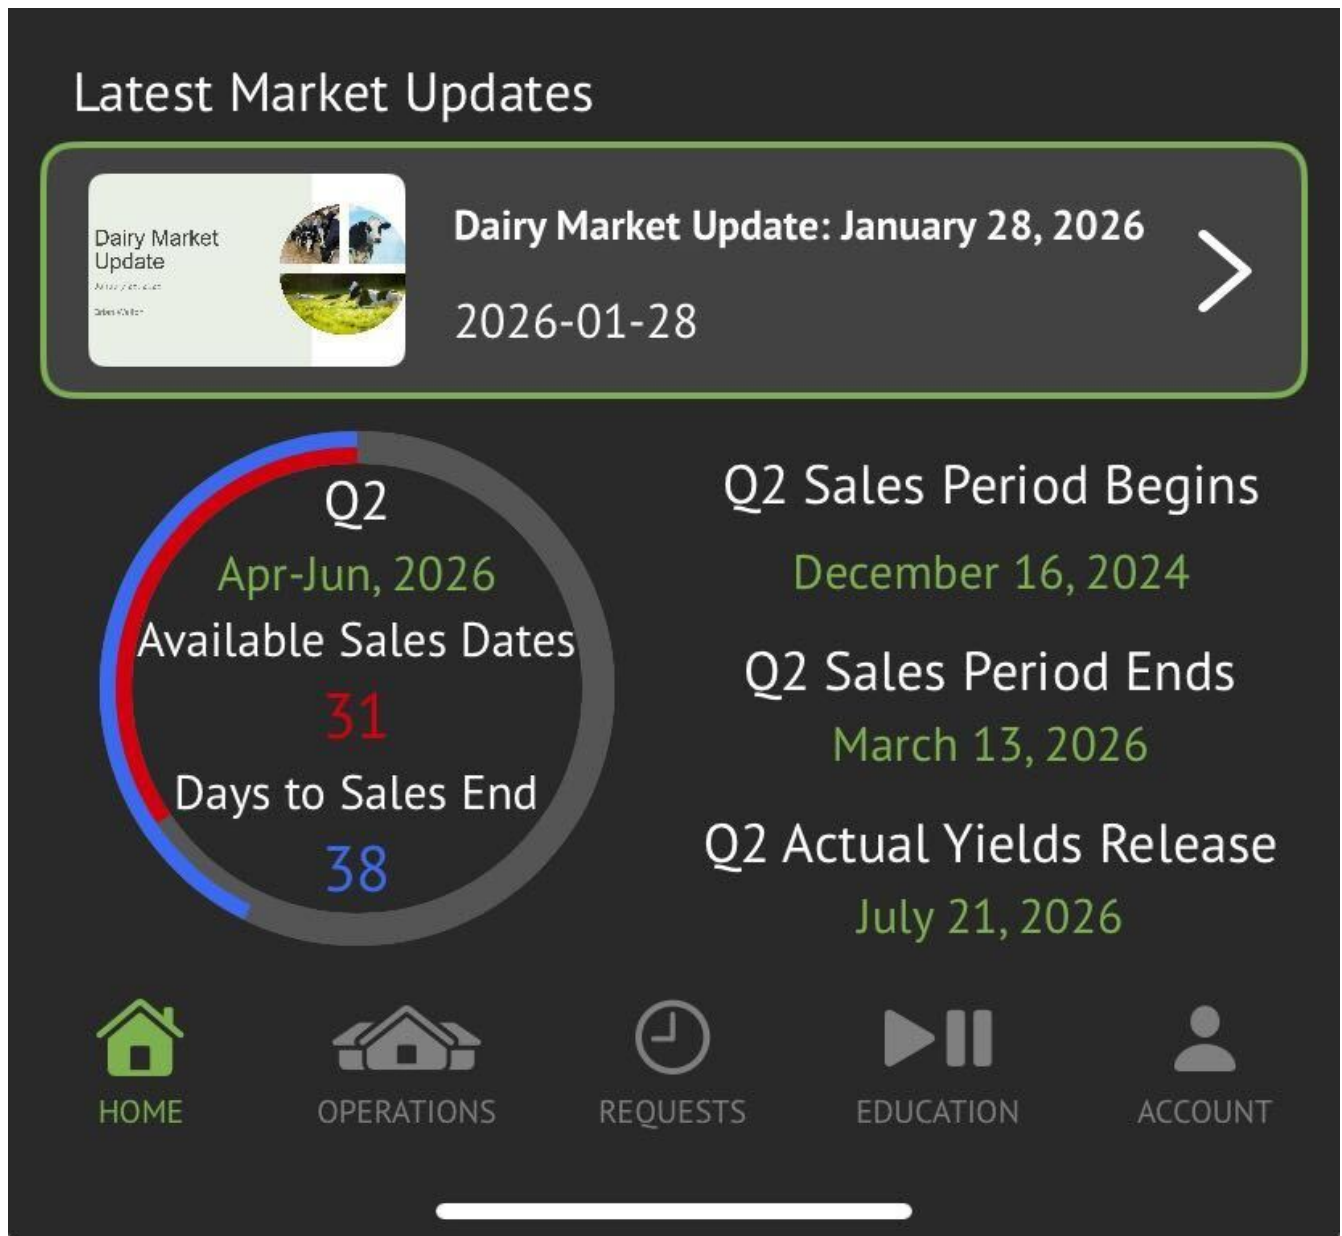 Latest Market Updates
Dairy Market
Update
Dairy Market Update: January 28, 2026
2026-01-28
Q2
Apr-Jun, 2026
Available Sales Dates
31
Days to Sales End
38
Q2 Sales Period Begins
December 16, 2024
Q2 Sales Period Ends
March 13, 2026
Q2 Actual Yields Release
July 21, 2026
HOME
OPERATIONS
REQUESTS
EDUCATION
ACCOUNT